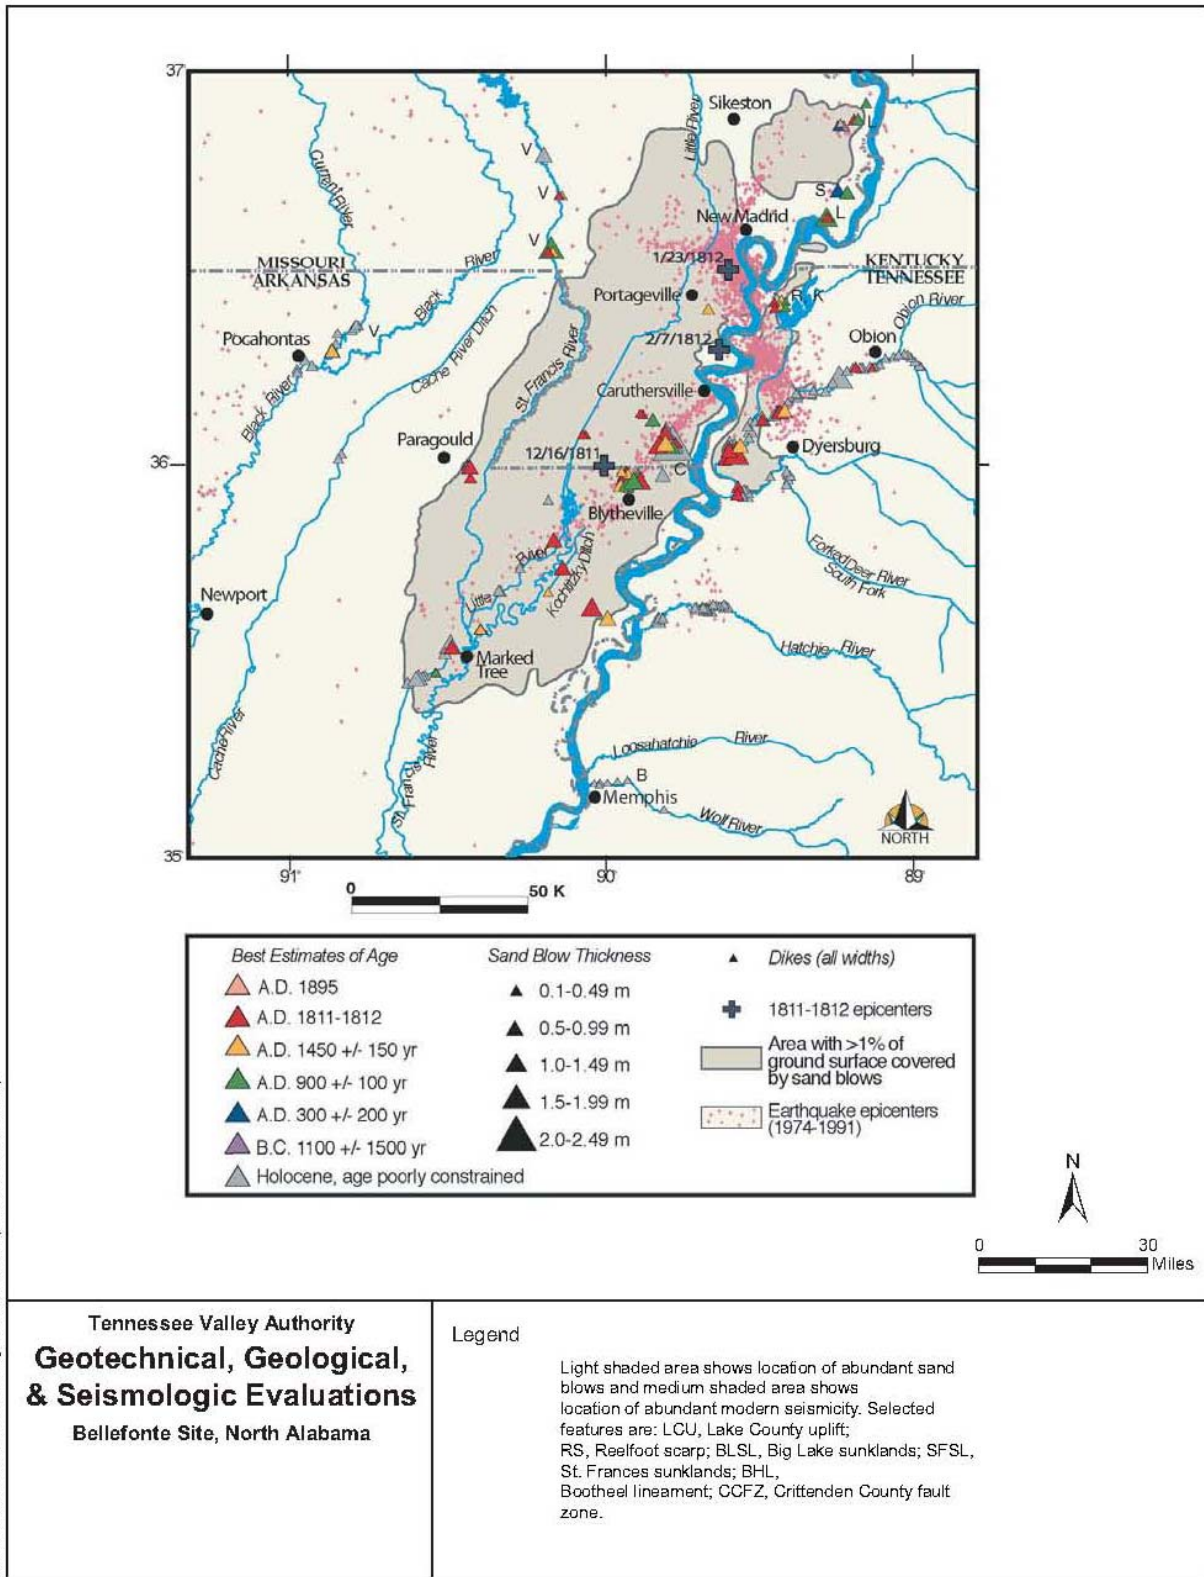 37°
Sikeston
Little River
L
V
Current River
V
S
L
New Madrid
V
1/23/1812
MISSOURI
River
KENTUCKY
ARKANSAS
TENNESSEE
Portageville
R, K
Obion River
Black
Pocahontas
V
Cache River Ditch
2/7/1812
Obion
St. Francis River
Black River
Caruthersville
Paragould
Dyersburg
12/16/1811
36°
C
Blytheville
River
Kochtitzky Ditch
Forked Deer River
South Fork
Newport
Little
Hatchie River
Marked
Tree
Cache River
Loosahatchie River
St. Francis River
B
Memphis
Wolf River
NORTH
35°
91°
90°
89°
0 50 K
Best Estimates of Age
A.D. 1895
A.D. 1811-1812
A.D. 1450 +/- 150 yr
A.D. 900 +/- 100 yr
A.D. 300 +/- 200 yr
B.C. 1100 +/- 1500 yr
Holocene, age poorly constrained
Sand Blow Thickness
0.1-0.49 m
0.5-0.99 m
1.0-1.49 m
1.5-1.99 m
2.0-2.49 m
Dikes (all widths)
1811-1812 epicenters
Area with >1% of
ground surface covered
by sand blows
Earthquake epicenters
(1974-1991)
N
0 30
Miles
Tennessee Valley Authority
Geotechnical, Geological,
& Seismologic Evaluations
Bellefonte Site, North Alabama
Legend
Light shaded area shows location of abundant sand
blows and medium shaded area shows
location of abundant modern seismicity. Selected
features are: LCU, Lake County uplift;
RS, Reelfoot scarp; BLSL, Big Lake sunklands; SFSL,
St. Frances sunklands; BHL,
Bootheel lineament; CCFZ, Crittenden County fault
zone.